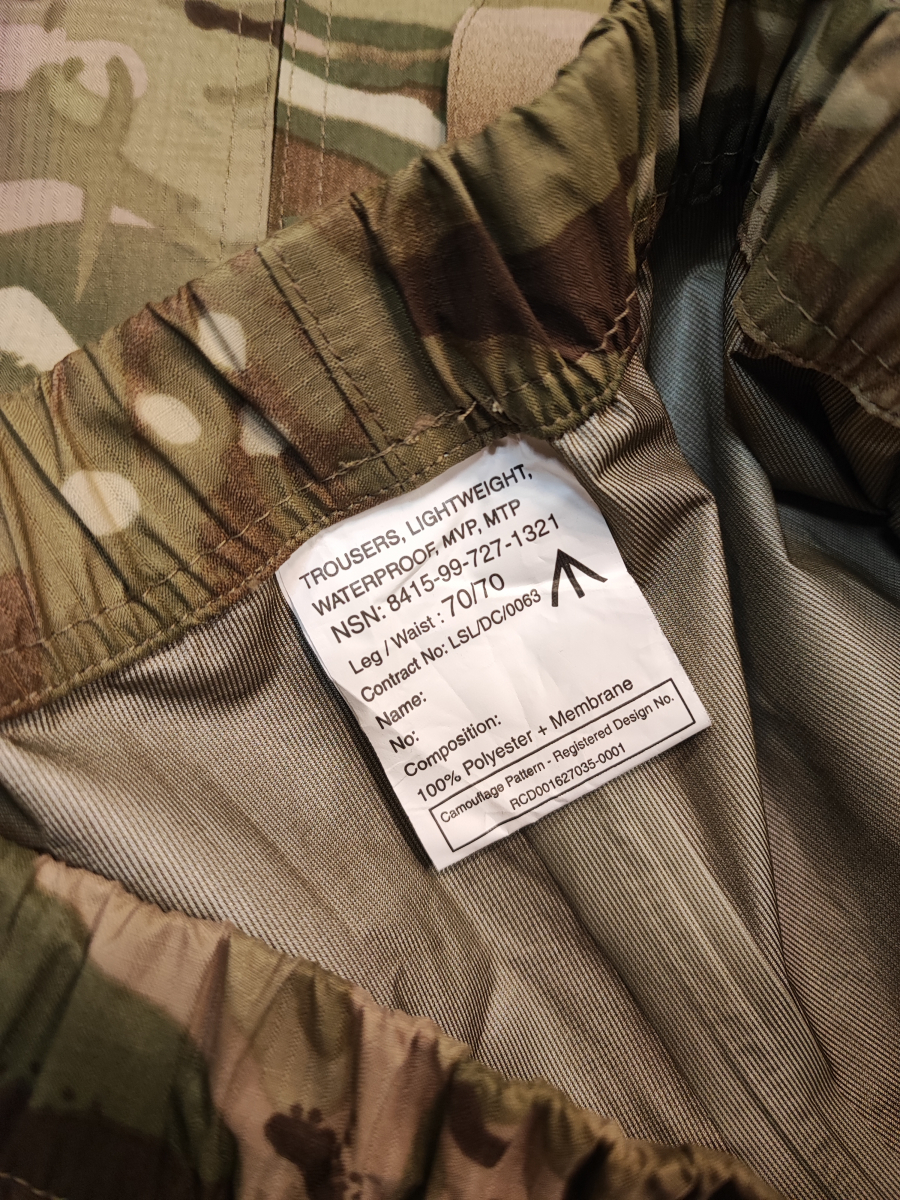 TROUSERS, LIGHTWEIGHT,
WATERPROOF, MVP, MTP
NSN: 8415-99-727-1321
Leg / Waist : 70/70
Contract No: LSL/DC/0063
Name:
No:
Composition:
100% Polyester + Membrane
Camouflage Pattern - Registered Design No.
RCD001627035-0001